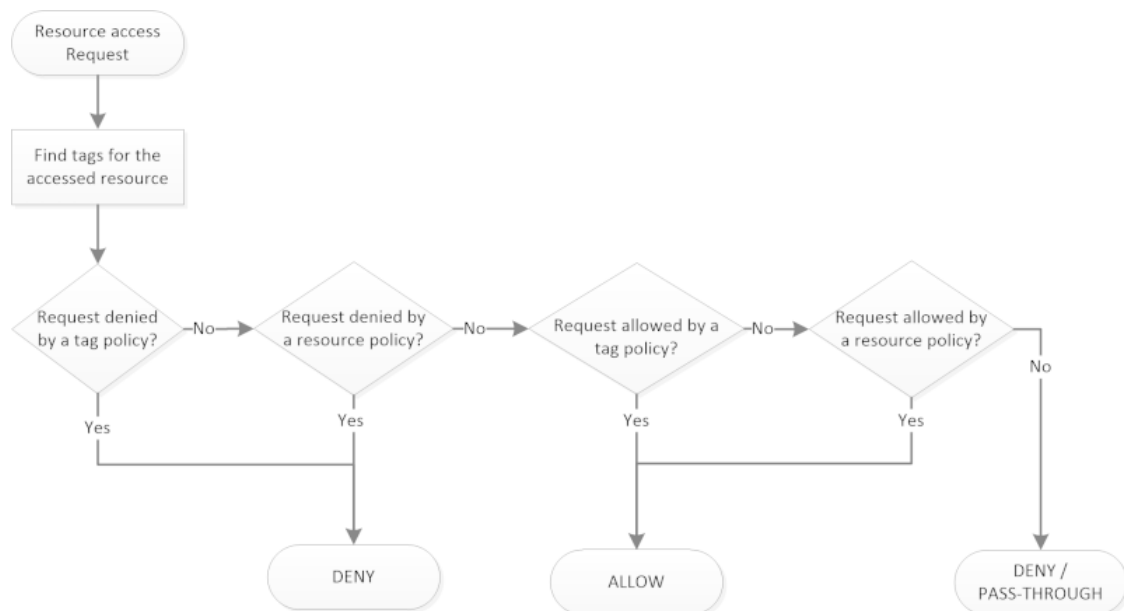 Resource access
Request
Find tags for the
accessed resource
Request denied
by a tag policy?
No
Request denied by
a resource policy?
No
Request allowed by a
tag policy?
No
Request allowed by
a resource policy?
No
Yes
Yes
Yes
Yes
DENY
ALLOW
DENY /
PASS-THROUGH